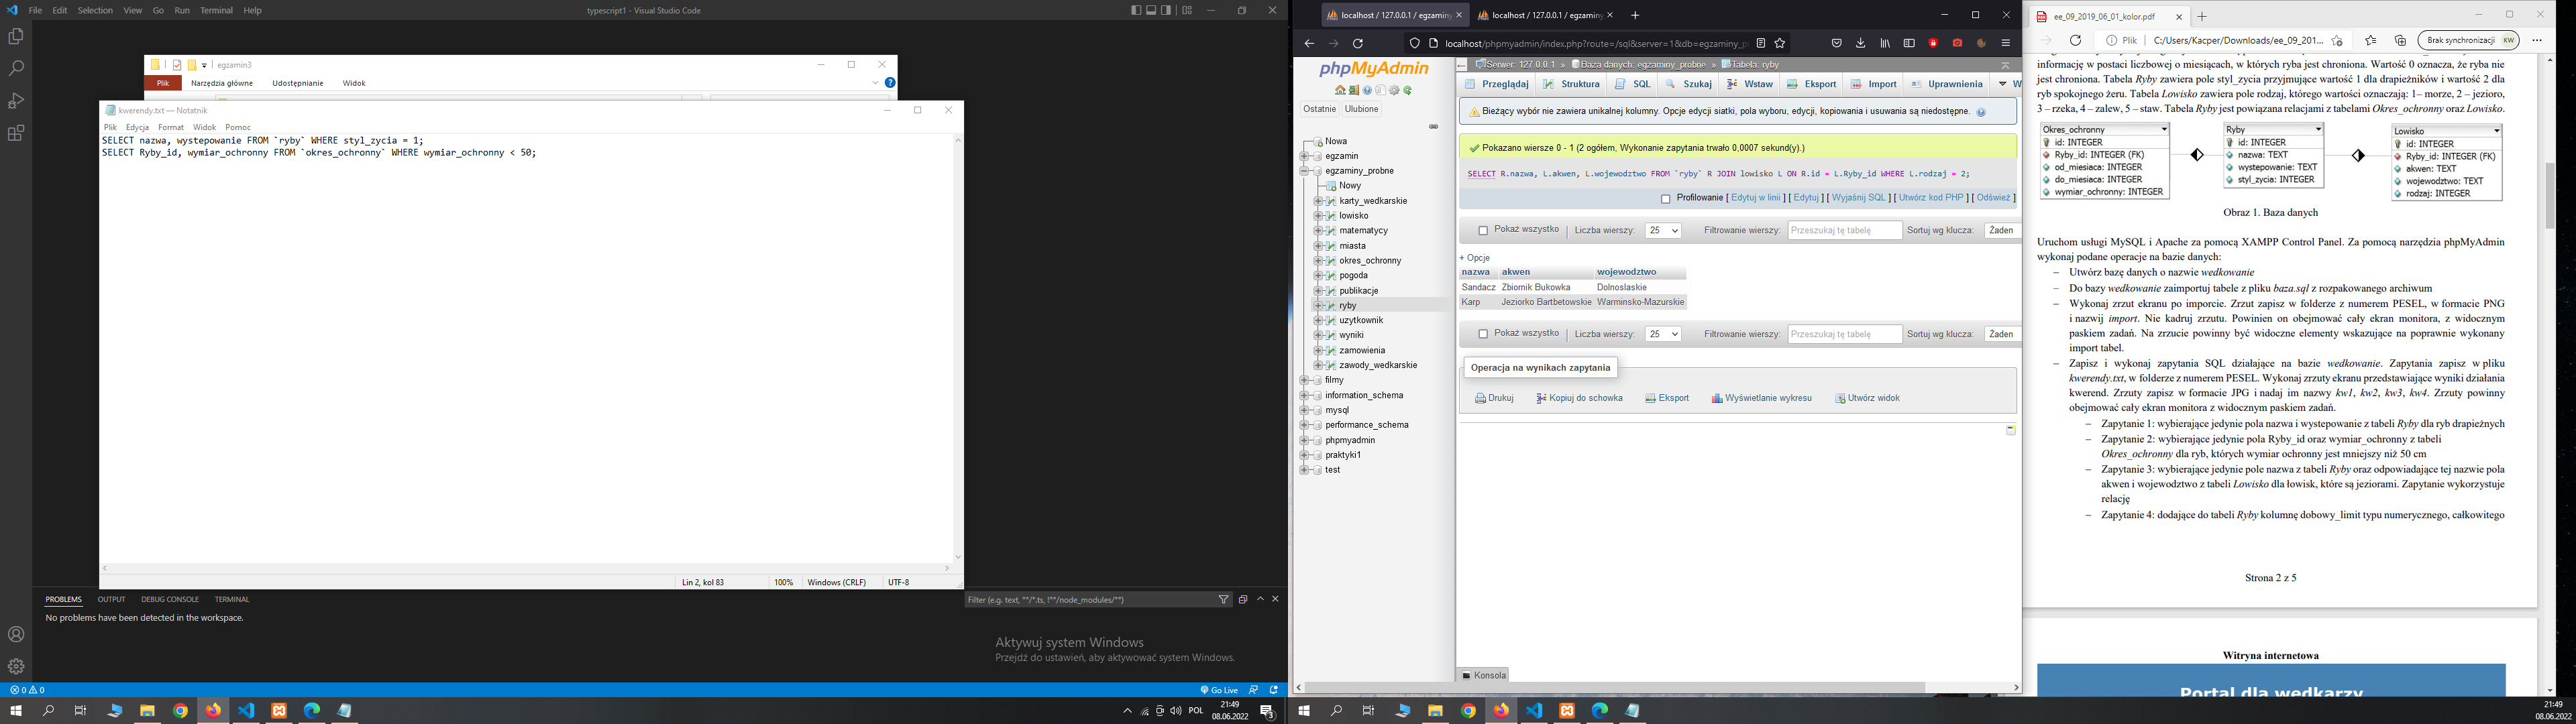 File Edit Selection View Go Run Terminal Help
typescript1 - Visual Studio Code
egzamin3
Plik Narzędzia główne Udostępnianie Widok
kwerendy.txt — Notatnik
Plik Edycja Format Widok Pomoc
SELECT nazwa, wystepowanie FROM `ryby` WHERE styl_zycia = 1;
SELECT Ryby_id, wymiar_ochronny FROM `okres_ochronny` WHERE wymiar_ochronny < 50;
Lin 2, kol 83 100% Windows (CRLF) UTF-8
PROBLEMS OUTPUT DEBUG CONSOLE TERMINAL
Filter (e.g. text, **/*.ts, !**/node_modules/**)
No problems have been detected in the workspace.
Aktywuj system Windows
Przejdź do ustawień, aby aktywować system Windows.
0 0
Go Live
POL
21:49
08.06.2022
3
localhost / 127.0.0.1 / egzaminy
localhost / 127.0.0.1 / egzaminy
localhost/phpmyadmin/index.php?route=/sql&server=1&db=egzaminy_p
phpMyAdmin
Ostatnie Ulubione
Nowa
egzamin
egzaminy_probne
Nowy
karty_wedkarskie
lowisko
matematycy
miasta
okres_ochronny
pogoda
publikacje
ryby
uzytkownik
wyniki
zamowienia
zawody_wedkarskie
filmy
information_schema
mysql
performance_schema
phpmyadmin
praktyki1
test
Serwer: 127.0.0.1 » Baza danych: egzaminy_probne » Tabela: ryby
Przeglądaj Struktura SQL Szukaj Wstaw Eksport Import Uprawnienia W
Bieżący wybór nie zawiera unikalnej kolumny. Opcje edycji siatki, pola wyboru, edycji, kopiowania i usuwania są niedostępne.
Pokazano wiersze 0 - 1 (2 ogółem, Wykonanie zapytania trwało 0,0007 sekund(y).)
SELECT R.nazwa, L.akwen, L.wojewodztwo FROM `ryby` R JOIN lowisko L ON R.id = L.Ryby_id WHERE L.rodzaj = 2;
Profilowanie [ Edytuj w linii ] [ Edytuj ] [ Wyjaśnij SQL ] [ Utwórz kod PHP ] [ Odśwież ]
Pokaż wszystko Liczba wierszy: 25 Filtrowanie wierszy: Przeszukaj tę tabelę Sortuj wg klucza: Żaden
+ Opcje
nazwa akwen wojewodztwo
Sandacz Zbiornik Bukowka Dolnoslaskie
Karp Jeziorko Bartbetowskie Warminsko-Mazurskie
Pokaż wszystko Liczba wierszy: 25 Filtrowanie wierszy: Przeszukaj tę tabelę Sortuj wg klucza: Żaden
Operacja na wynikach zapytania
Drukuj Kopiuj do schowka Eksport Wyświetlanie wykresu Utwórz widok
Konsola
ee_09_2019_06_01_kolor.pdf
Plik C:/Users/Kacper/Downloads/ee_09_201... Brak synchronizacji KW
informację w postaci liczbowej o miesiącach, w których ryba jest chroniona. Wartość 0 oznacza, że ryba nie
jest chroniona. Tabela Ryby zawiera pole styl_zycia przyjmujące wartość 1 dla drapieżników i wartość 2 dla
ryb spokojnego żeru. Tabela Lowisko zawiera pole rodzaj, którego wartości oznaczają: 1– morze, 2 – jezioro,
3 – rzeka, 4 – zalew, 5 – staw. Tabela Ryby jest powiązana relacjami z tabelami Okres_ochronny oraz Lowisko.
Okres_ochronny
id: INTEGER
Ryby_id: INTEGER (FK)
od_miesiaca: INTEGER
do_miesiaca: INTEGER
wymiar_ochronny: INTEGER
Ryby
id: INTEGER
nazwa: TEXT
wystepowanie: TEXT
styl_zycia: INTEGER
Lowisko
id: INTEGER
Ryby_id: INTEGER (FK)
akwen: TEXT
wojewodztwo: TEXT
rodzaj: INTEGER
Obraz 1. Baza danych
Uruchom usługi MySQL i Apache za pomocą XAMPP Control Panel. Za pomocą narzędzia phpMyAdmin
wykonaj podane operacje na bazie danych:
– Utwórz bazę danych o nazwie wedkowanie
– Do bazy wedkowanie zaimportuj tabele z pliku baza.sql z rozpakowanego archiwum
– Wykonaj zrzut ekranu po imporcie. Zrzut zapisz w folderze z numerem PESEL, w formacie PNG
i nazwij import. Nie kadruj zrzutu. Powinien on obejmować cały ekran monitora, z widocznym
paskiem zadań. Na zrzucie powinny być widoczne elementy wskazujące na poprawnie wykonany
import tabel.
– Zapisz i wykonaj zapytania SQL działające na bazie wedkowanie. Zapytania zapisz w pliku
kwerendy.txt, w folderze z numerem PESEL. Wykonaj zrzuty ekranu przedstawiające wyniki działania
kwerend. Zrzuty zapisz w formacie JPG i nadaj im nazwy kw1, kw2, kw3, kw4. Zrzuty powinny
obejmować cały ekran monitora z widocznym paskiem zadań.
– Zapytanie 1: wybierające jedynie pola nazwa i wystepowanie z tabeli Ryby dla ryb drapieżnych
– Zapytanie 2: wybierające jedynie pola Ryby_id oraz wymiar_ochronny z tabeli
Okres_ochronny dla ryb, których wymiar ochronny jest mniejszy niż 50 cm
– Zapytanie 3: wybierające jedynie pole nazwa z tabeli Ryby oraz odpowiadające tej nazwie pola
akwen i wojewodztwo z tabeli Lowisko dla łowisk, które są jeziorami. Zapytanie wykorzystuje
relację
– Zapytanie 4: dodające do tabeli Ryby kolumnę dobowy_limit typu numerycznego, całkowitego
Strona 2 z 5
Witryna internetowa
Portal dla wędkarzy
21:49
08.06.2022